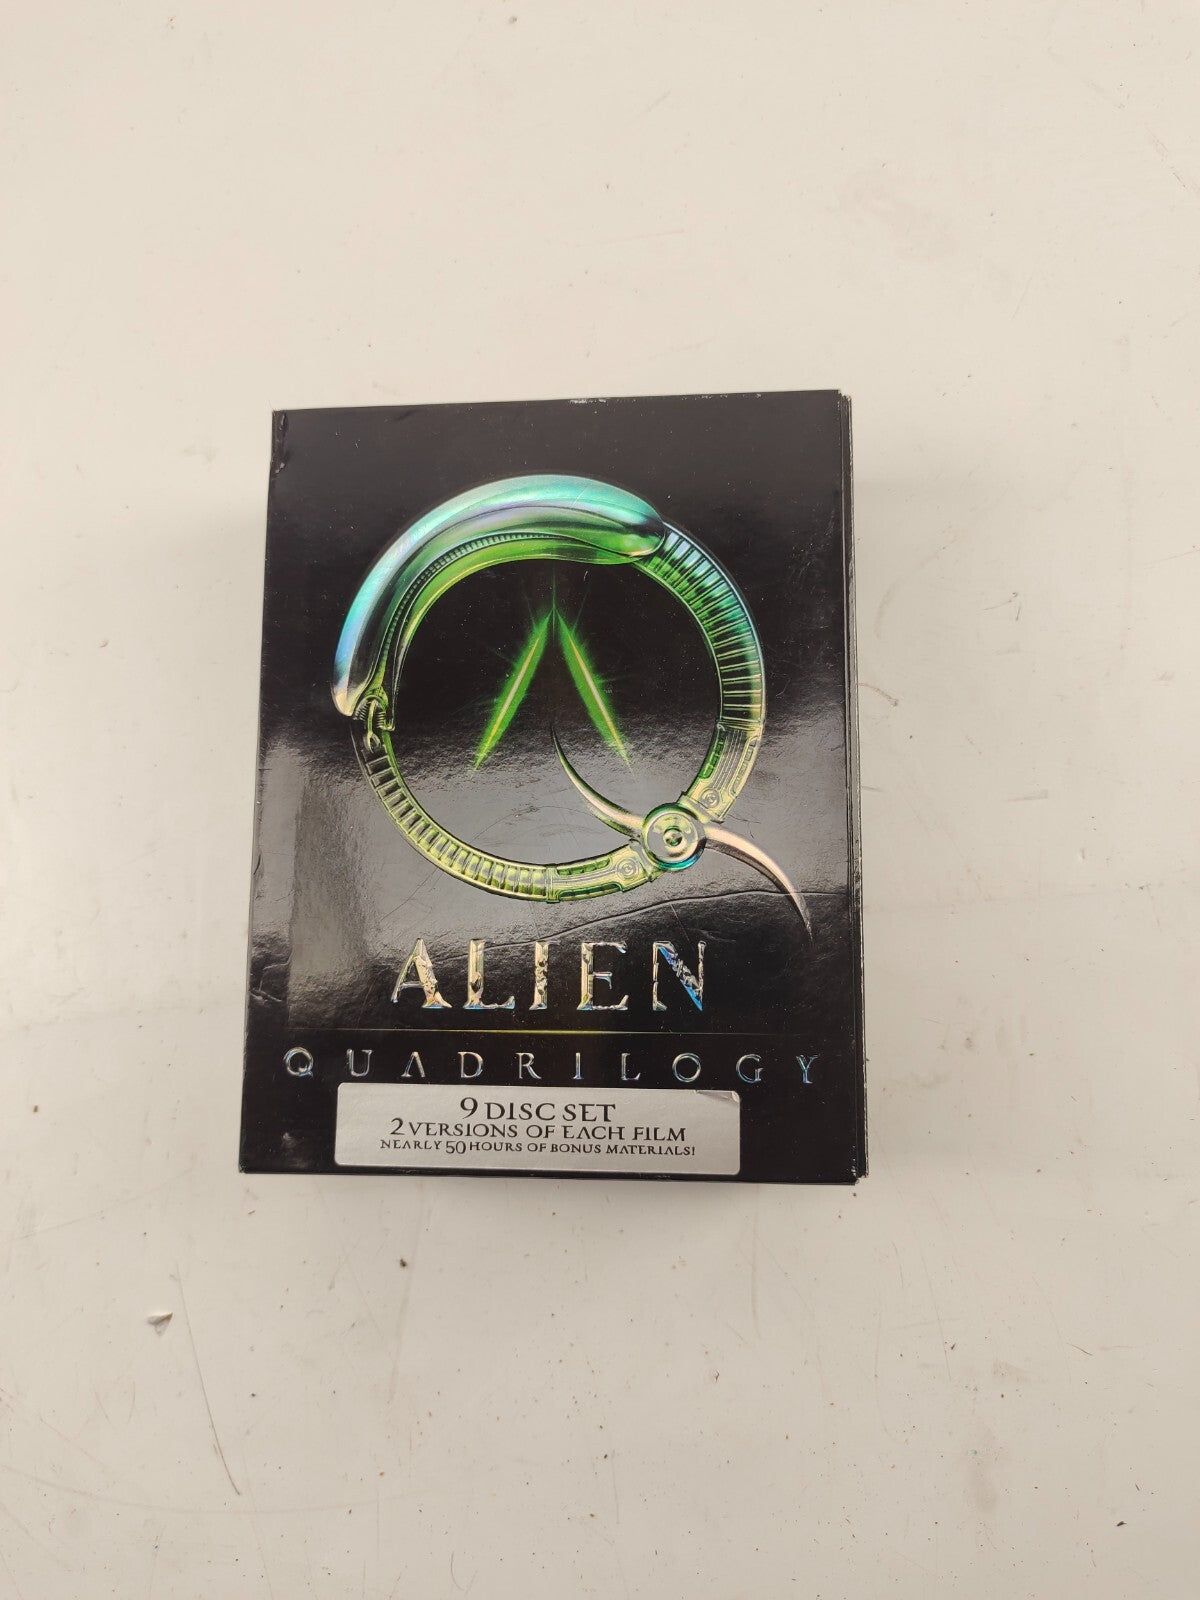 ALIEN
QUADRILOGY
9 DISC SET
2 VERSIONS OF EACH FILM
NEARLY 50 HOURS OF BONUS MATERIALS!